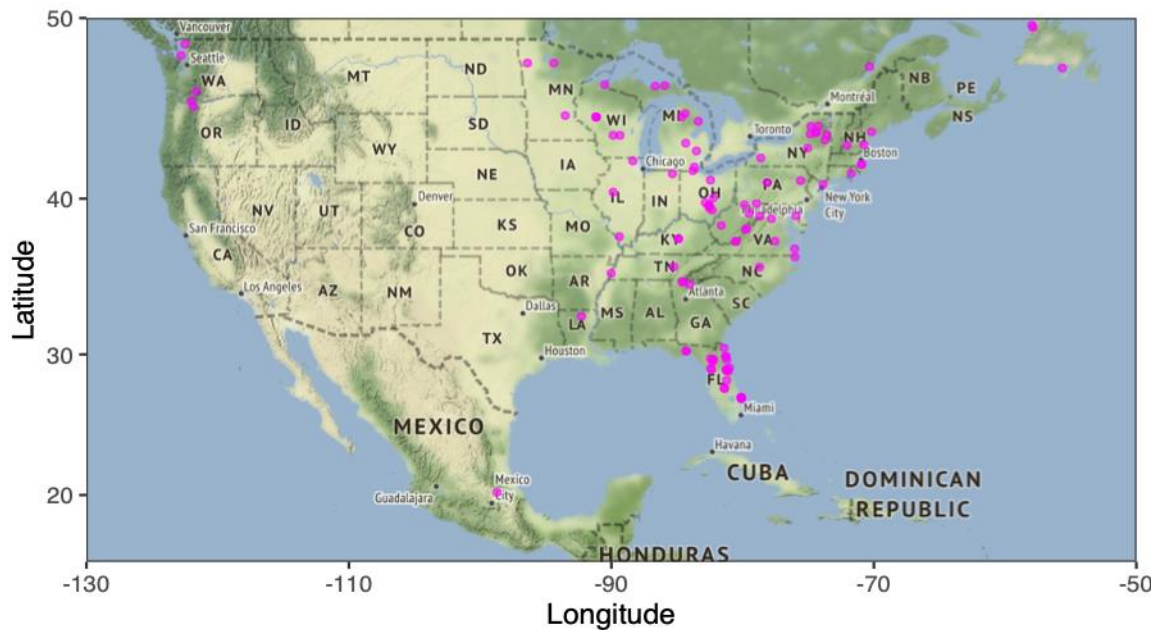 50
Vancouver
Seattle
WA
MT
ND
MN
NB
PE
Montréal
NS
OR
ID
SD
WI
MI
Toronto
NH
WY
NY
Boston
IA
Chicago
NE
PA
40
NV
UT
Denver
IL
IN
OH
New York
City
San Francisco
CO
KS
MO
KY
VA
CA
Los Angeles
AZ
NM
OK
AR
TN
NC
Atlanta
SC
Dallas
LA
MS
AL
GA
TX
30
Houston
FL
Miami
MEXICO
Havana
CUBA
DOMINICAN
REPUBLIC
Mexico
City
Guadalajara
20
HONDURAS
-130
-110
-90
-70
-50
Latitude
Longitude